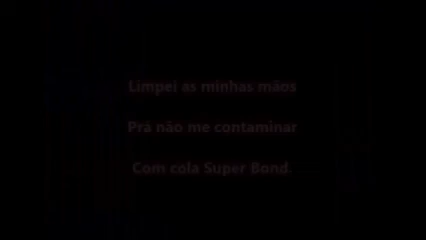 Limpei as minhas mãos
Prá não me contaminar
Com cola Super Bond.